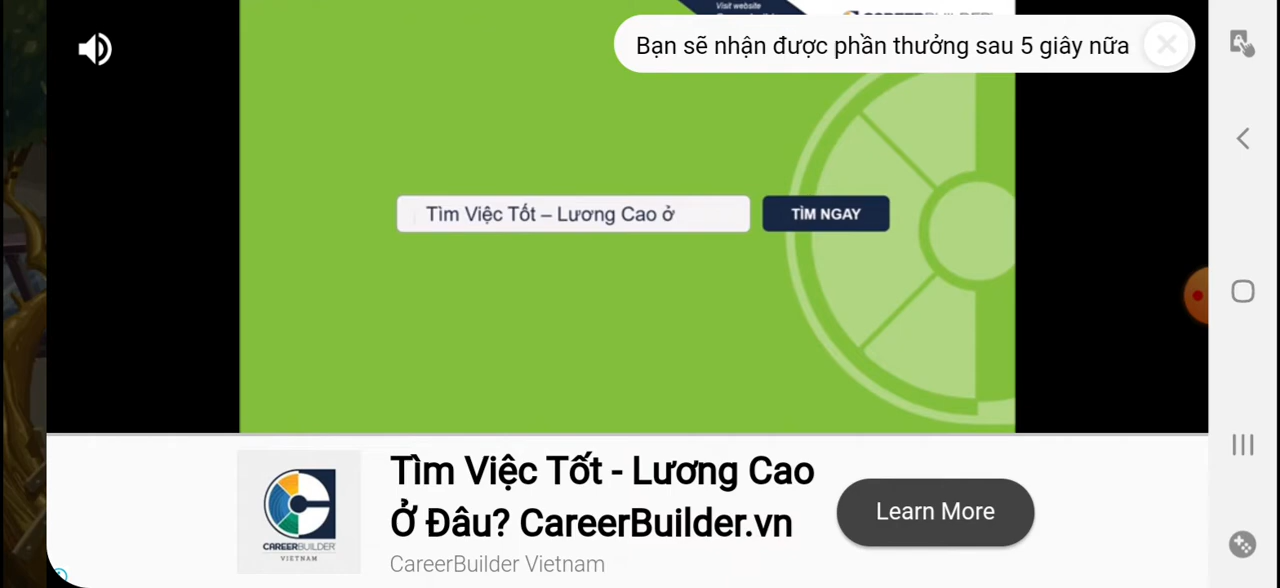 Visit website
CAREERBUILDER
Bạn sẽ nhận được phần thưởng sau 5 giây nữa
Tìm Việc Tốt – Lương Cao ở
TÌM NGAY
Tìm Việc Tốt - Lương Cao
Ở Đâu? CareerBuilder.vn
CareerBuilder Vietnam
Learn More
CAREERBUILDER
VIETNAM